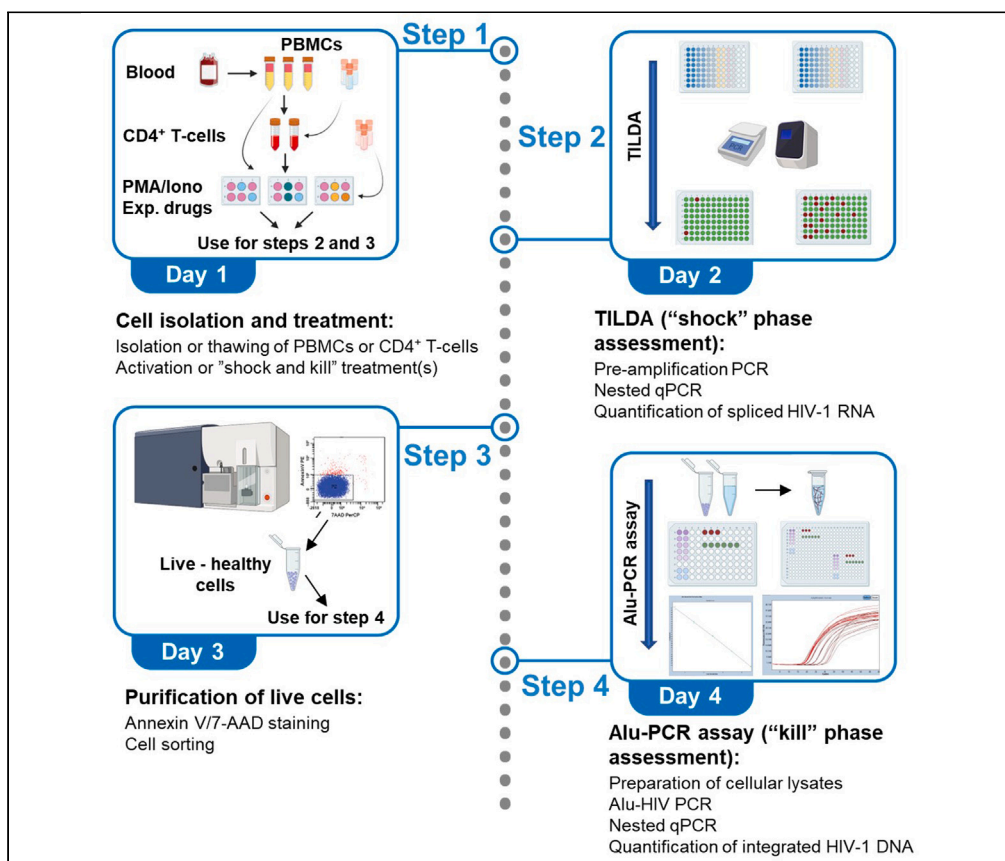 Step 1
PBMCs
Blood
CD4⁺ T-cells
PMA/Iono
Exp. drugs
Use for steps 2 and 3
Day 1
Cell isolation and treatment:
Isolation or thawing of PBMCs or CD4⁺ T-cells
Activation or ”shock and kill” treatment(s)
Step 2
TILDA
PCR
Day 2
TILDA (“shock” phase
assessment):
Pre-amplification PCR
Nested qPCR
Quantification of spliced HIV-1 RNA
Step 3
AnnexinV PE
7AAD PerCP
Live - healthy
cells
Use for step 4
Day 3
Purification of live cells:
Annexin V/7-AAD staining
Cell sorting
Step 4
Alu-PCR assay
Day 4
Alu-PCR assay (“kill” phase
assessment):
Preparation of cellular lysates
Alu-HIV PCR
Nested qPCR
Quantification of integrated HIV-1 DNA